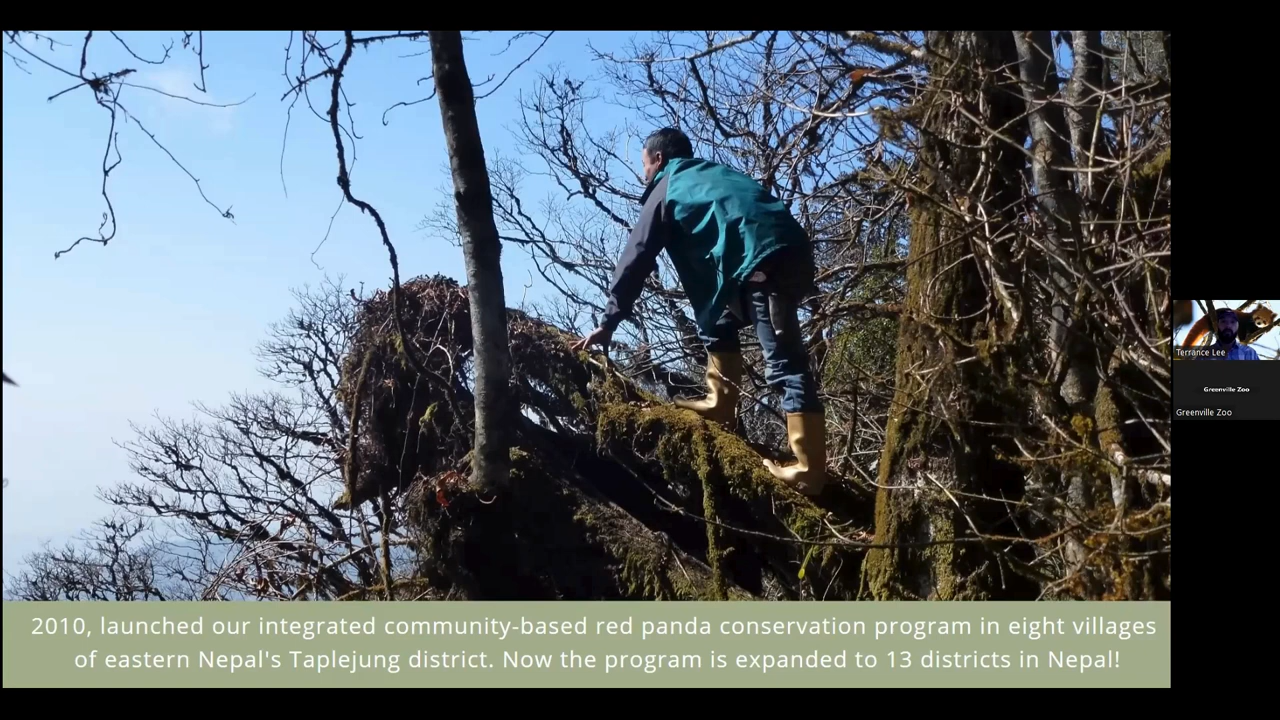 2010, launched our integrated community-based red panda conservation program in eight villages
of eastern Nepal's Taplejung district. Now the program is expanded to 13 districts in Nepal!
Terrance Lee
Greenville Zoo
Greenville Zoo